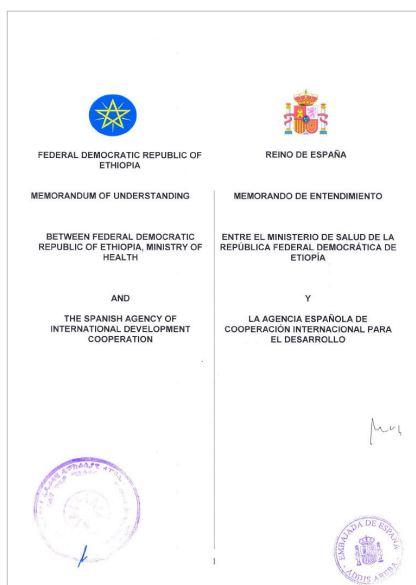 FEDERAL DEMOCRATIC REPUBLIC OF
ETHIOPIA
MEMORANDUM OF UNDERSTANDING
BETWEEN FEDERAL DEMOCRATIC
REPUBLIC OF ETHIOPIA, MINISTRY OF
HEALTH
AND
THE SPANISH AGENCY OF
INTERNATIONAL DEVELOPMENT
COOPERATION
REINO DE ESPAÑA
MEMORANDO DE ENTENDIMIENTO
ENTRE EL MINISTERIO DE SALUD DE LA
REPÚBLICA FEDERAL DEMOCRÁTICA DE
ETIOPÍA
Y
LA AGENCIA ESPAÑOLA DE
COOPERACIÓN INTERNACIONAL PARA
EL DESARROLLO
EMBAJADA DE ESPAÑA
ADDIS ABEBA
1